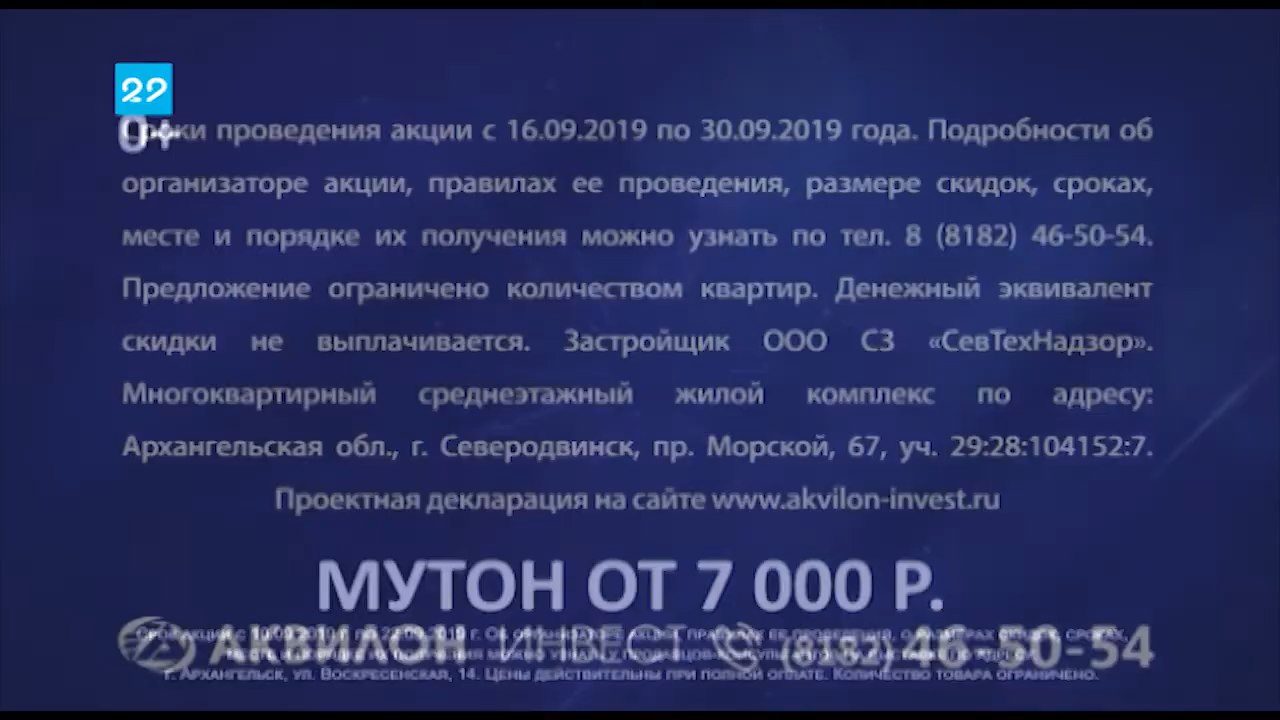 29
0+
Сроки проведения акции с 16.09.2019 по 30.09.2019 года. Подробности об
организаторе акции, правилах ее проведения, размере скидок, сроках,
месте и порядке их получения можно узнать по тел. 8 (8182) 46-50-54.
Предложение ограничено количеством квартир. Денежный эквивалент
скидки не выплачивается. Застройщик ООО СЗ «СевТехНадзор».
Многоквартирный среднеэтажный жилой комплекс по адресу:
Архангельская обл., г. Северодвинск, пр. Морской, 67, уч. 29:28:104152:7.
Проектная декларация на сайте www.akvilon-invest.ru
МУТОН ОТ 7 000 Р.
АКВИЛОН ИНВЕСТ (8182) 46-50-54
г. Архангельск, ул. Воскресенская, 14. Цены действительны при полной оплате. Количество товара ограничено.